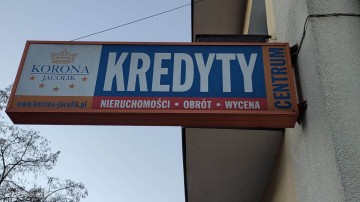 KORONA
JACOLIK
www.korona-jacolik.pl
KREDYTY
NIERUCHOMOŚCI • OBRÓT • WYCENA
CENTRUM